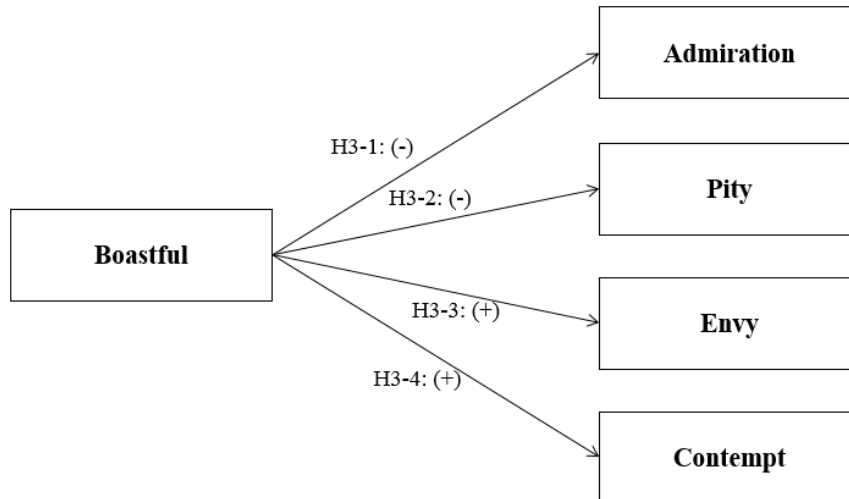 Admiration
H3-1: (-)
H3-2: (-)
Pity
Boastful
H3-3: (+)
Envy
H3-4: (+)
Contempt